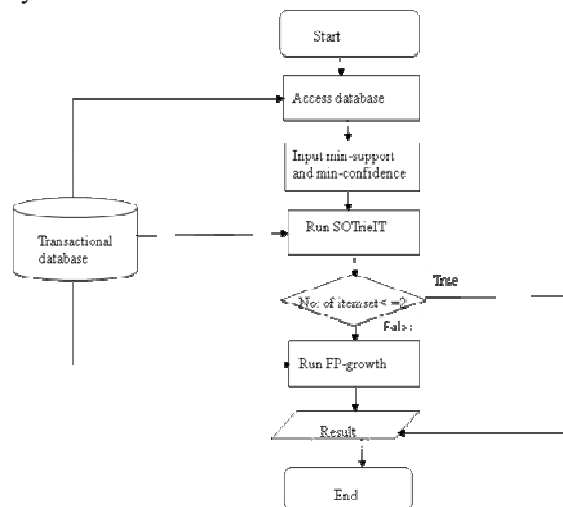 y
Start
Access database
Input min-support
and min-confidence
Run SOTrieIT
Transactional
database
No. of itemset < =2
True
False
Run FP-growth
Result
End